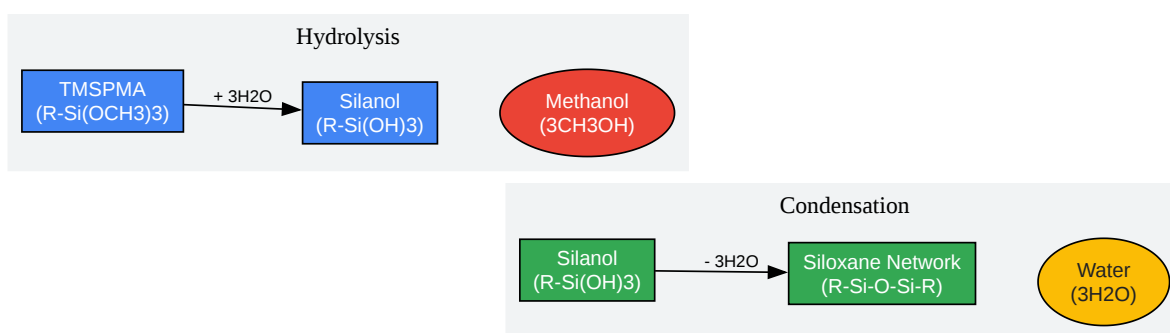 Hydrolysis
TMSPMA
(R-Si(OCH3)3)
+ 3H2O
Silanol
(R-Si(OH)3)
Methanol
(3CH3OH)
Condensation
Silanol
(R-Si(OH)3)
- 3H2O
Siloxane Network
(R-Si-O-Si-R)
Water
(3H2O)